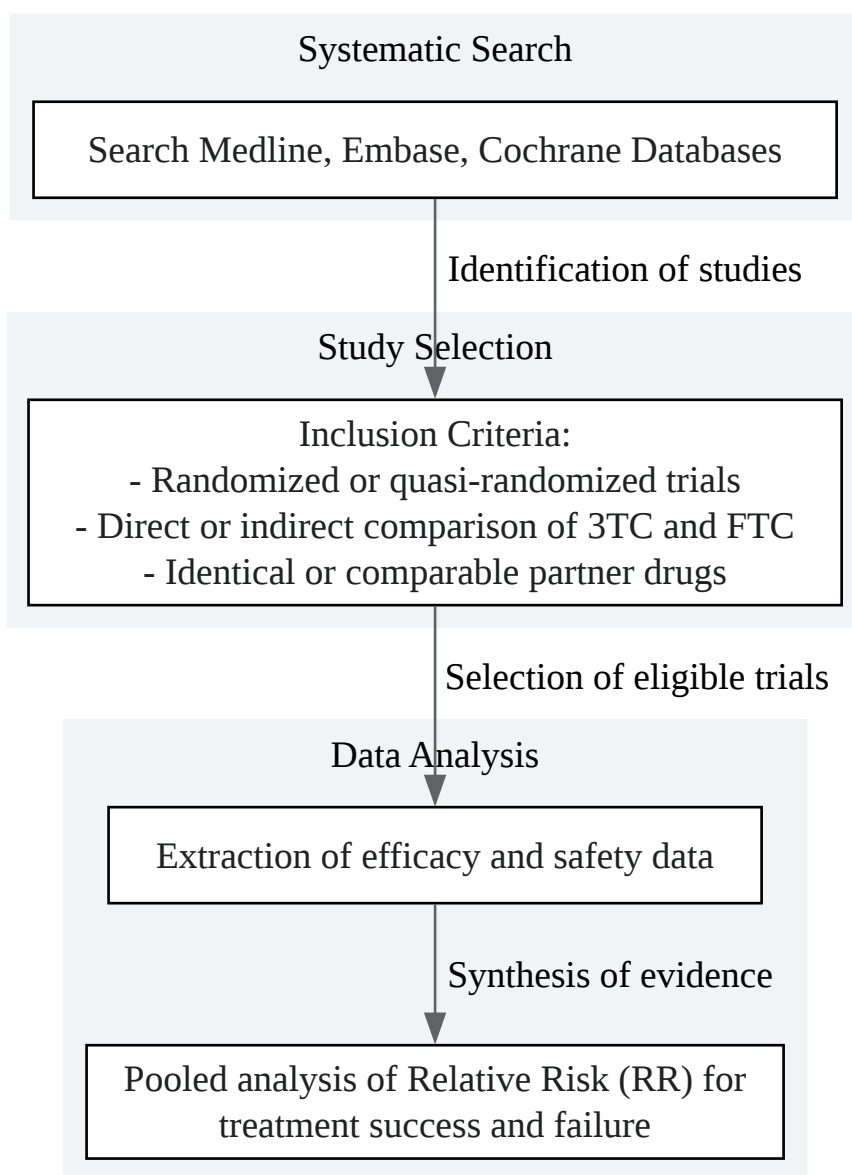 Systematic Search
Search Medline, Embase, Cochrane Databases
Identification of studies
Study Selection
Inclusion Criteria:
- Randomized or quasi-randomized trials
- Direct or indirect comparison of 3TC and FTC
- Identical or comparable partner drugs
Selection of eligible trials
Data Analysis
Extraction of efficacy and safety data
Synthesis of evidence
Pooled analysis of Relative Risk (RR) for
treatment success and failure